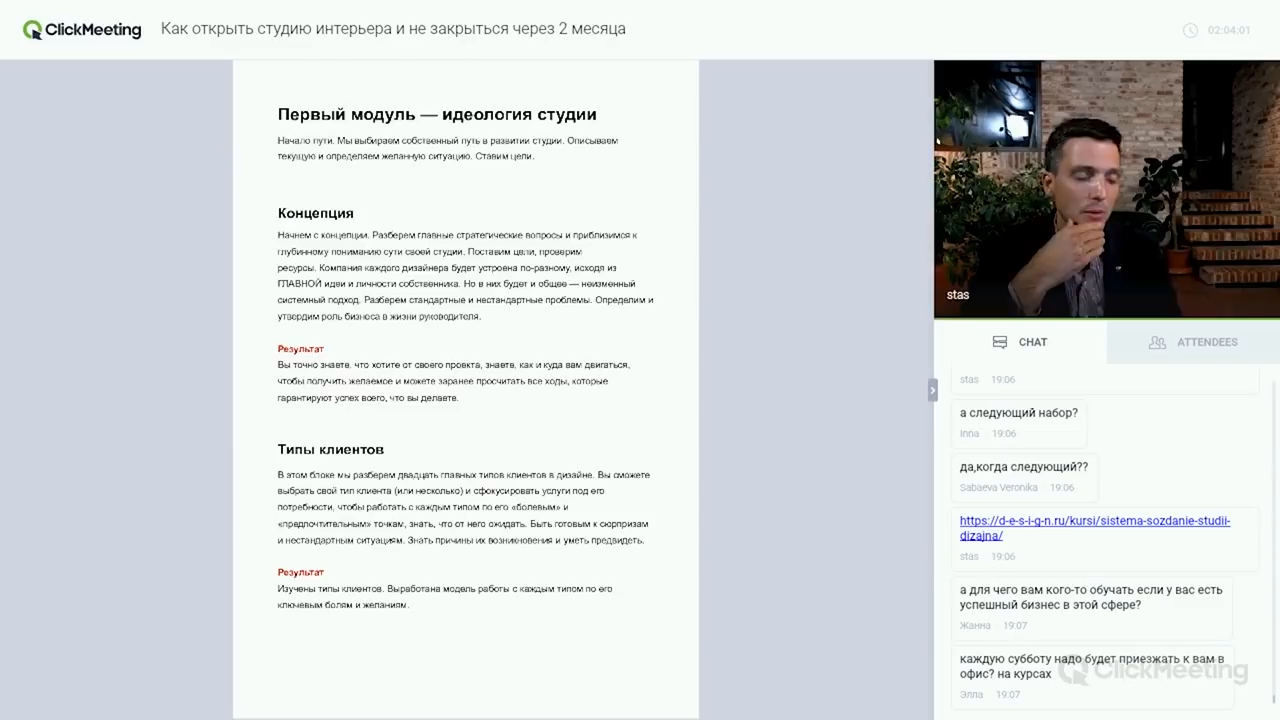 ClickMeeting
Как открыть студию интерьера и не закрыться через 2 месяца
02:04:01
Первый модуль — идеология студии
Начало пути. Мы выбираем собственный путь в развитии студии. Описываем
текущую и определяем желанную ситуацию. Ставим цели.
Концепция
Начнем с концепции. Разберем главные стратегические вопросы и приблизимся к
глубинному пониманию сути своей студии. Поставим цели, проверим
ресурсы. Компания каждого дизайнера будет устроена по-разному, исходя из
ГЛАВНОЙ идеи и личности собственника. Но в них будет и общее — неизменный
системный подход. Разберем стандартные и нестандартные проблемы. Определим и
утвердим роль бизнеса в жизни руководителя.
Результат
Вы точно знаете, что хотите от своего проекта, знаете, как и куда вам двигаться,
чтобы получить желаемое и можете заранее просчитать все ходы, которые
гарантируют успех всего, что вы делаете.
Типы клиентов
В этом блоке мы разберем двадцать главных типов клиентов в дизайне. Вы сможете
выбрать свой тип клиента (или несколько) и сфокусировать услуги под его
потребности, чтобы работать с каждым типом по его «болевым» и
«предпочтительным» точкам, знать, что от него ожидать. Быть готовым к сюрпризам
и нестандартным ситуациям. Знать причины их возникновения и уметь предвидеть.
Результат
Изучены типы клиентов. Выработана модель работы с каждым типом по его
ключевым болям и желаниям.
stas
CHAT
ATTENDEES
stas 19:06
а следующий набор?
inna 19:06
да,когда следующий??
Sabaeva Veronika 19:06
https://d-e-s-i-g-n.ru/kursi/sistema-sozdanie-studii-
dizajna/
stas 19:06
а для чего вам кого-то обучать если у вас есть
успешный бизнес в этой сфере?
Жанна 19:07
каждую субботу надо будет приезжать к вам в
офис? на курсах
Элла 19:07
ClickMeeting